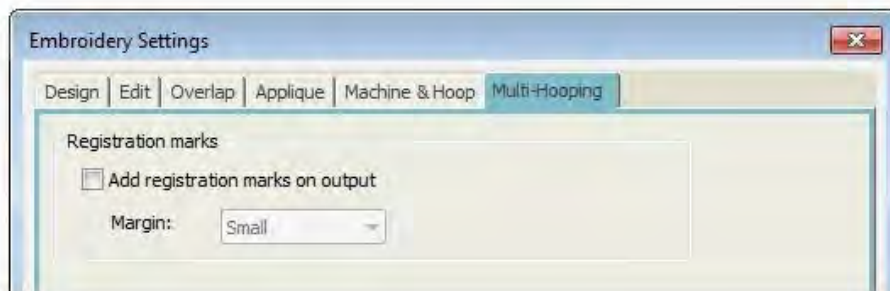 Embroidery Settings
Design Edit Overlap Applique Machine & Hoop Multi-Hooping
Registration marks
Add registration marks on output
Margin: Small